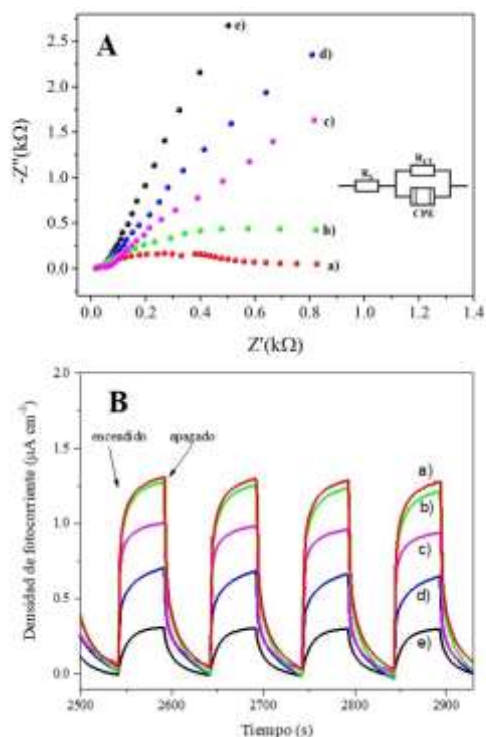 A
e)
d)
c)
b)
a)
2.5
2.0
1.5
1.0
0.5
0.0
-Z"(kΩ)
0.0 0.2 0.4 0.6 0.8 1.0 1.2 1.4
Z'(kΩ)
CPE
B
encendido
apagado
a)
b)
c)
d)
e)
2.0
1.5
1.0
0.5
0.0
Densidad de fotocorriente (μA cm⁻²)
2500 2600 2700 2800 2900
Tiempo (s)